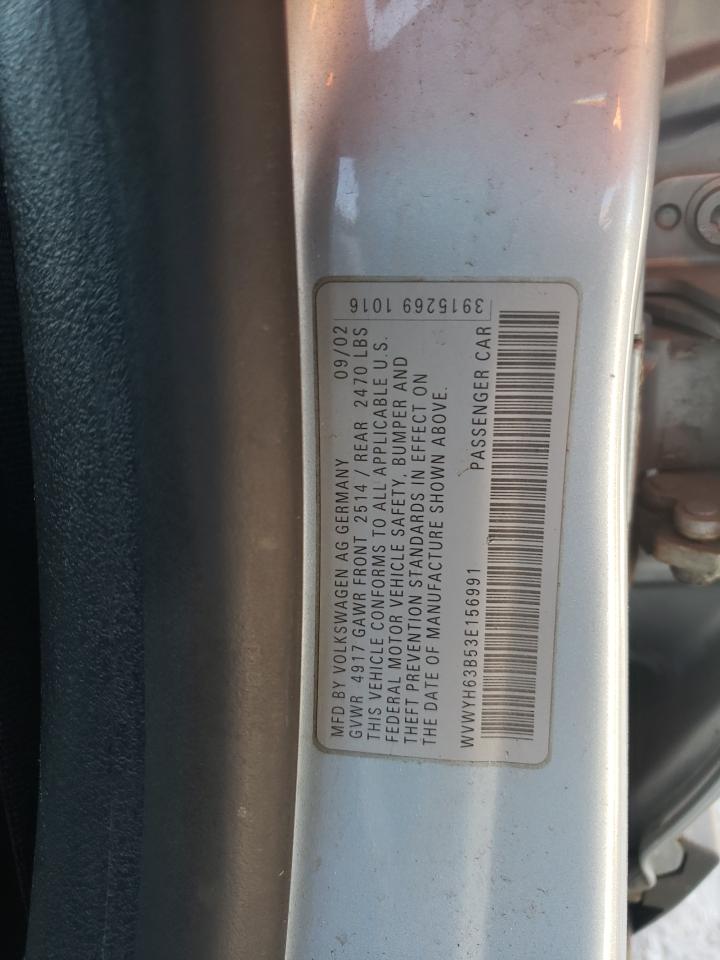 MFD BY VOLKSWAGEN AG GERMANY 09/02
GVWR 4917 GAWR FRONT 2514 / REAR 2470 LBS
THIS VEHICLE CONFORMS TO ALL APPLICABLE U.S.
FEDERAL MOTOR VEHICLE SAFETY, BUMPER AND
THEFT PREVENTION STANDARDS IN EFFECT ON
THE DATE OF MANUFACTURE SHOWN ABOVE.
WVWYH63B53E156991 PASSENGER CAR
3915269 1016